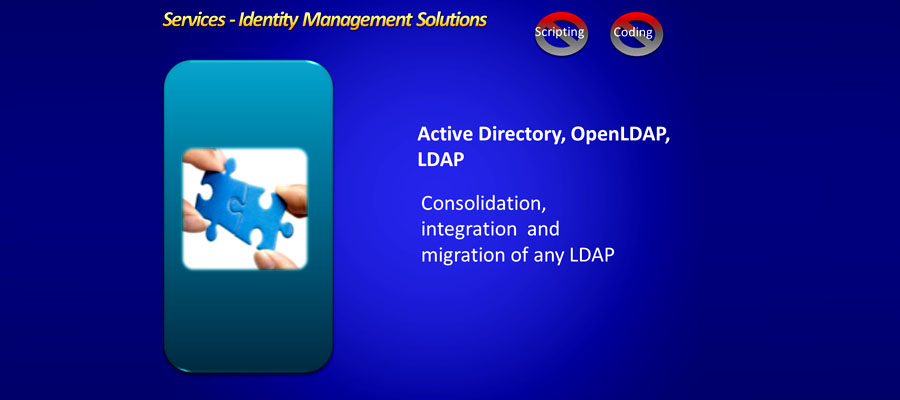 Services - Identity Management Solutions
Scripting
Coding
Active Directory, OpenLDAP,
LDAP
Consolidation,
integration and
migration of any LDAP